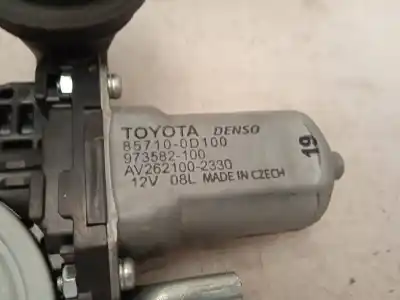 TOYOTA DENSO
85710-0D100
973582-100
AV262100-2330
12V 08L MADE IN CZECH
19